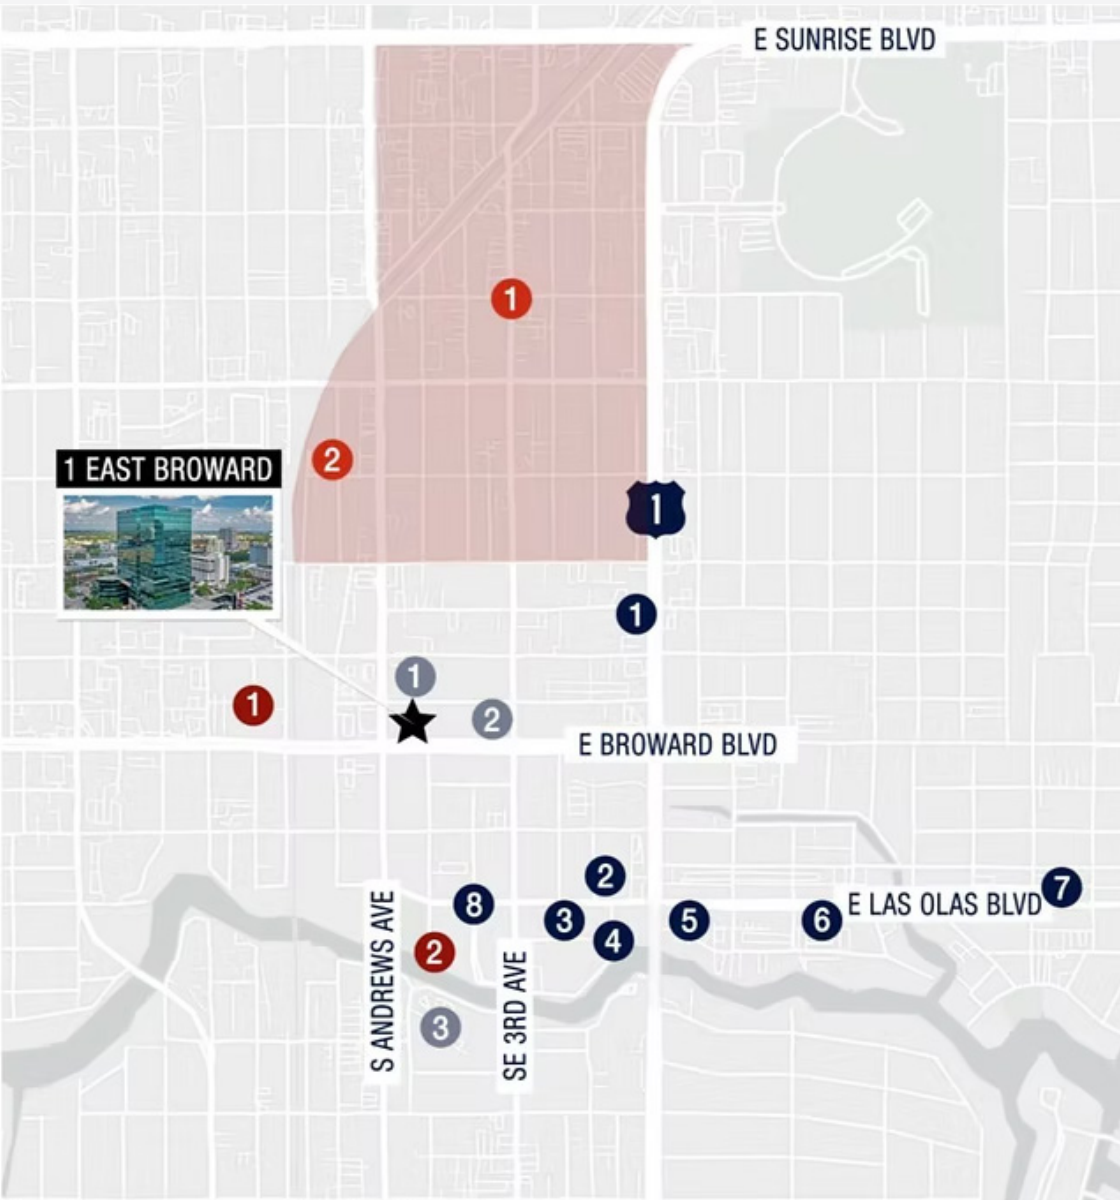 E SUNRISE BLVD
1
2
1 EAST BROWARD
1
1
1
1
2
E BROWARD BLVD
2
7
8
3
E LAS OLAS BLVD
5
6
4
2
S ANDREWS AVE
SE 3RD AVE
3